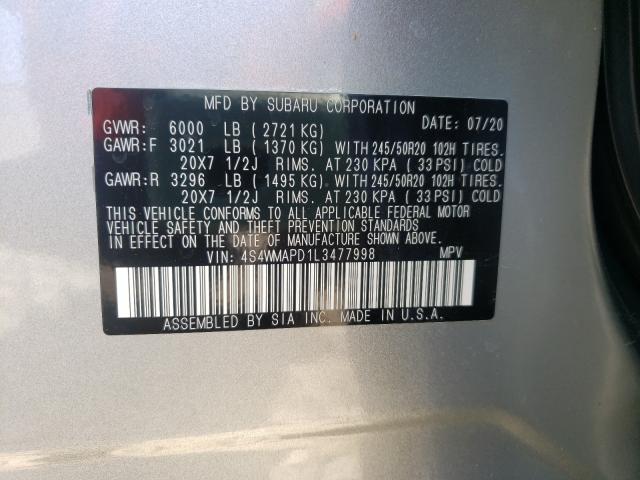 MFD BY SUBARU CORPORATION
GVWR: 6000 LB ( 2721 KG) DATE: 07/20
GAWR:F 3021 LB ( 1370 KG) WITH 245/50R20 102H TIRES.
20X7 1/2J RIMS. AT 230 KPA ( 33 PSI) COLD
GAWR:R 3296 LB ( 1495 KG) WITH 245/50R20 102H TIRES.
20X7 1/2J RIMS. AT 230 KPA ( 33 PSI) COLD
THIS VEHICLE CONFORMS TO ALL APPLICABLE FEDERAL MOTOR
VEHICLE SAFETY AND THEFT PREVENTION STANDARDS
IN EFFECT ON THE DATE OF MANUFACTURE SHOWN ABOVE.
VIN: 4S4WMAPD1L3477998 MPV
ASSEMBLED BY SIA INC. MADE IN U.S.A.